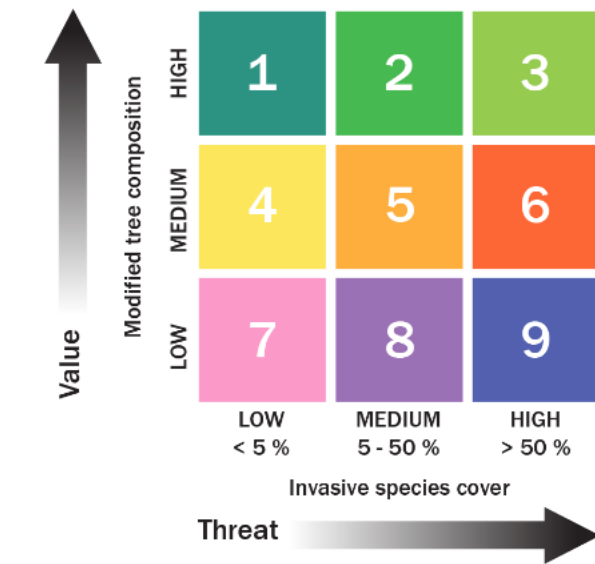 Value
Modified tree composition
HIGH
1
2
3
MEDIUM
4
5
6
LOW
7
8
9
LOW
< 5 %
MEDIUM
5 - 50 %
HIGH
> 50 %
Invasive species cover
Threat